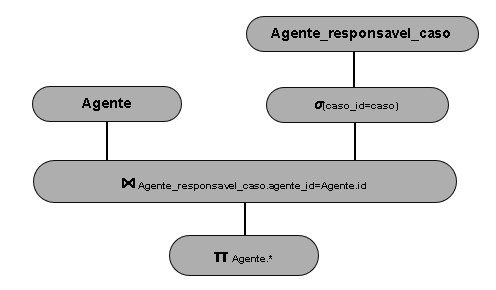 Agente_responsavel_caso
Agente
σ(caso_id=caso)
⋈ Agente_responsavel_caso.agente_id=Agente.id
π Agente.*